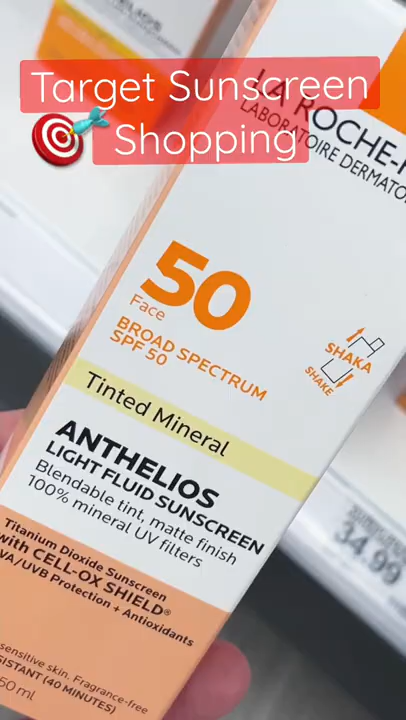 Target Sunscreen
Shopping
LA ROCHE-
LABORATOIRE DERMATO
50
Face
BROAD SPECTRUM
SPF 50
SHAKA
SHAKE
Tinted Mineral
ANTHELIOS
LIGHT FLUID SUNSCREEN
Blendable tint, matte finish
100% mineral UV filters
Titanium Dioxide Sunscreen
with CELL-OX SHIELD®
VA/UVB Protection + Antioxidants
sensitive skin. Fragrance-free
SISTANT (40 MINUTES)
50 ml
34.99